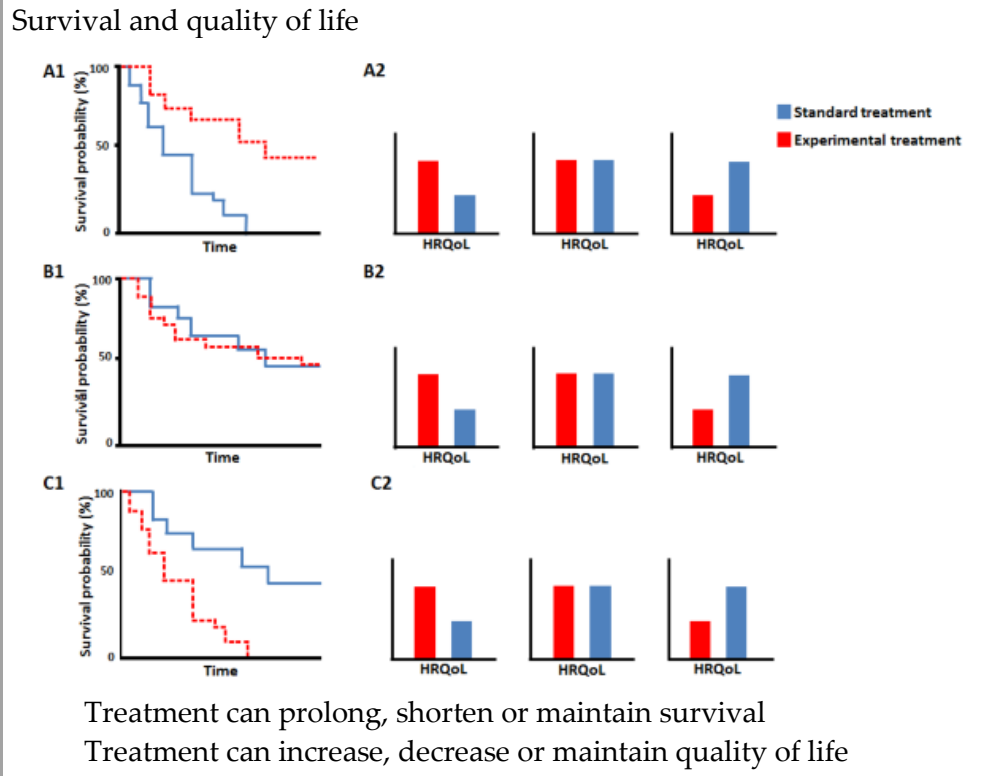 Survival and quality of life
A1
100
50
0
Survival probability (%)
Time
A2
HRQoL
HRQoL
HRQoL
Standard treatment
Experimental treatment
B1
100
50
0
Survival probability (%)
Time
B2
HRQoL
HRQoL
HRQoL
C1
100
50
0
Survival probability (%)
Time
C2
HRQoL
HRQoL
HRQoL
Treatment can prolong, shorten or maintain survival
Treatment can increase, decrease or maintain quality of life